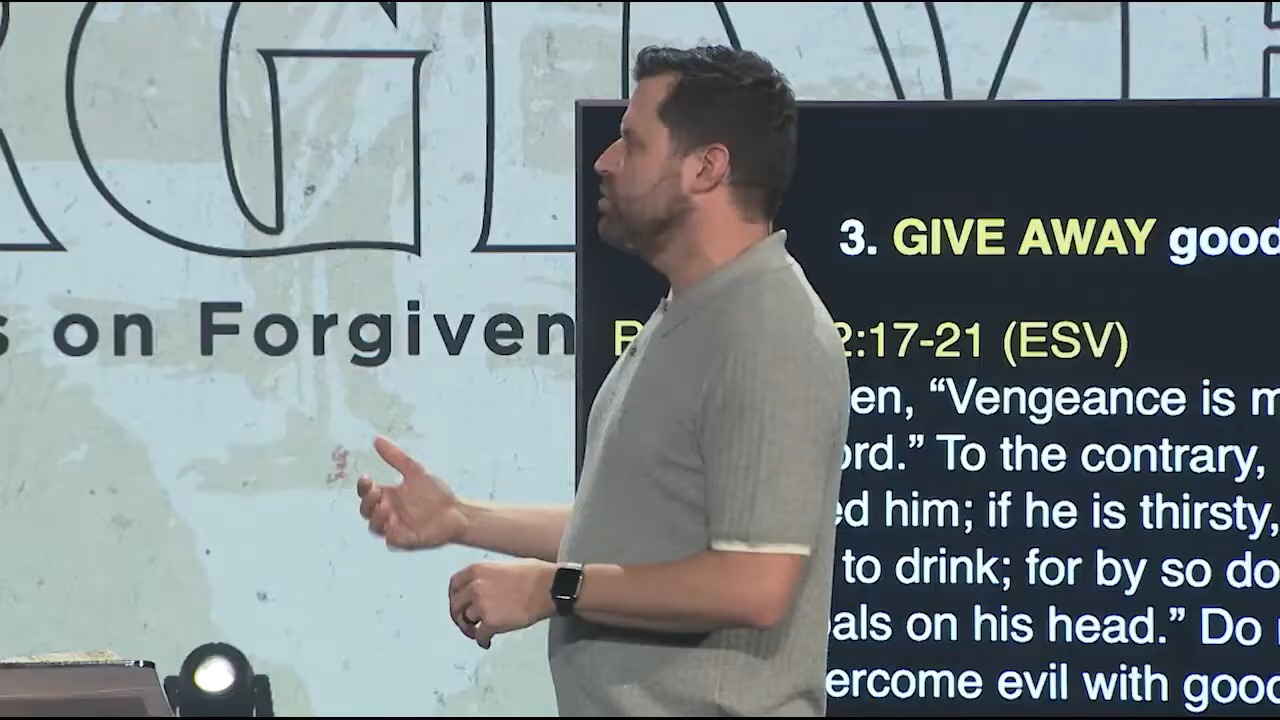 RGIVE
s on Forgiven
3. GIVE AWAY good
2:17-21 (ESV)
en, “Vengeance is m
ord.” To the contrary,
ed him; if he is thirsty,
to drink; for by so do
als on his head.” Do
ercome evil with good